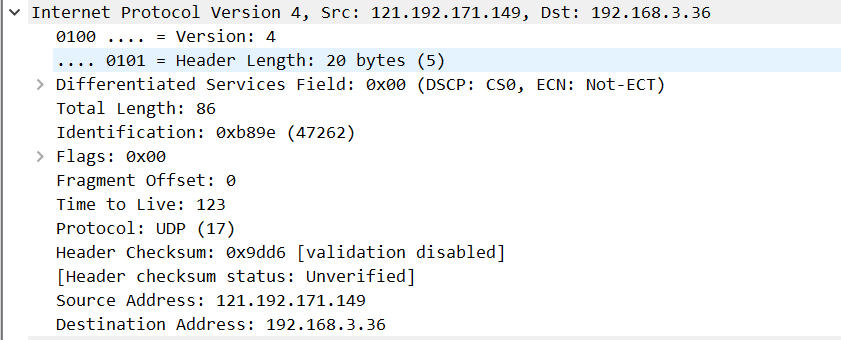 Internet Protocol Version 4, Src: 121.192.171.149, Dst: 192.168.3.36
0100 .... = Version: 4
.... 0101 = Header Length: 20 bytes (5)
Differentiated Services Field: 0x00 (DSCP: CS0, ECN: Not-ECT)
Total Length: 86
Identification: 0xb89e (47262)
Flags: 0x00
Fragment Offset: 0
Time to Live: 123
Protocol: UDP (17)
Header Checksum: 0x9dd6 [validation disabled]
[Header checksum status: Unverified]
Source Address: 121.192.171.149
Destination Address: 192.168.3.36